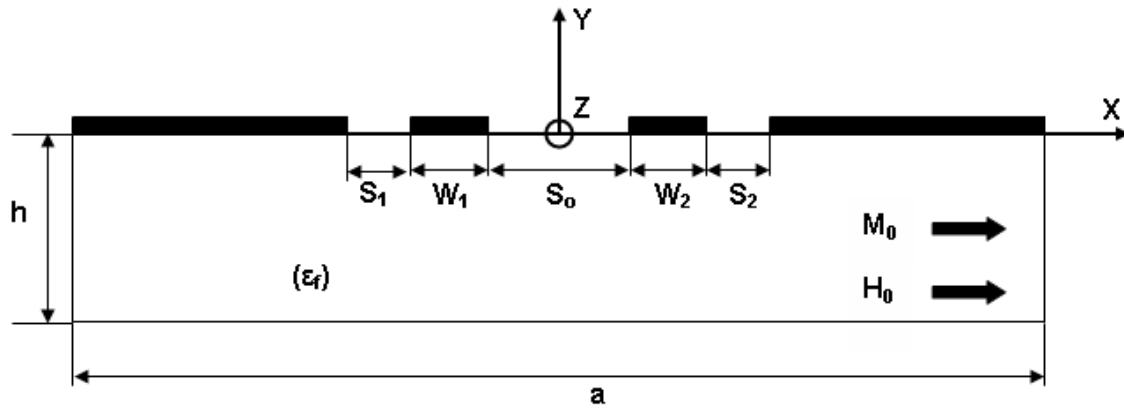 Y
Z
X
S₁ W₁ Sₒ W₂ S₂
h
M₀
(εf)
H₀
a